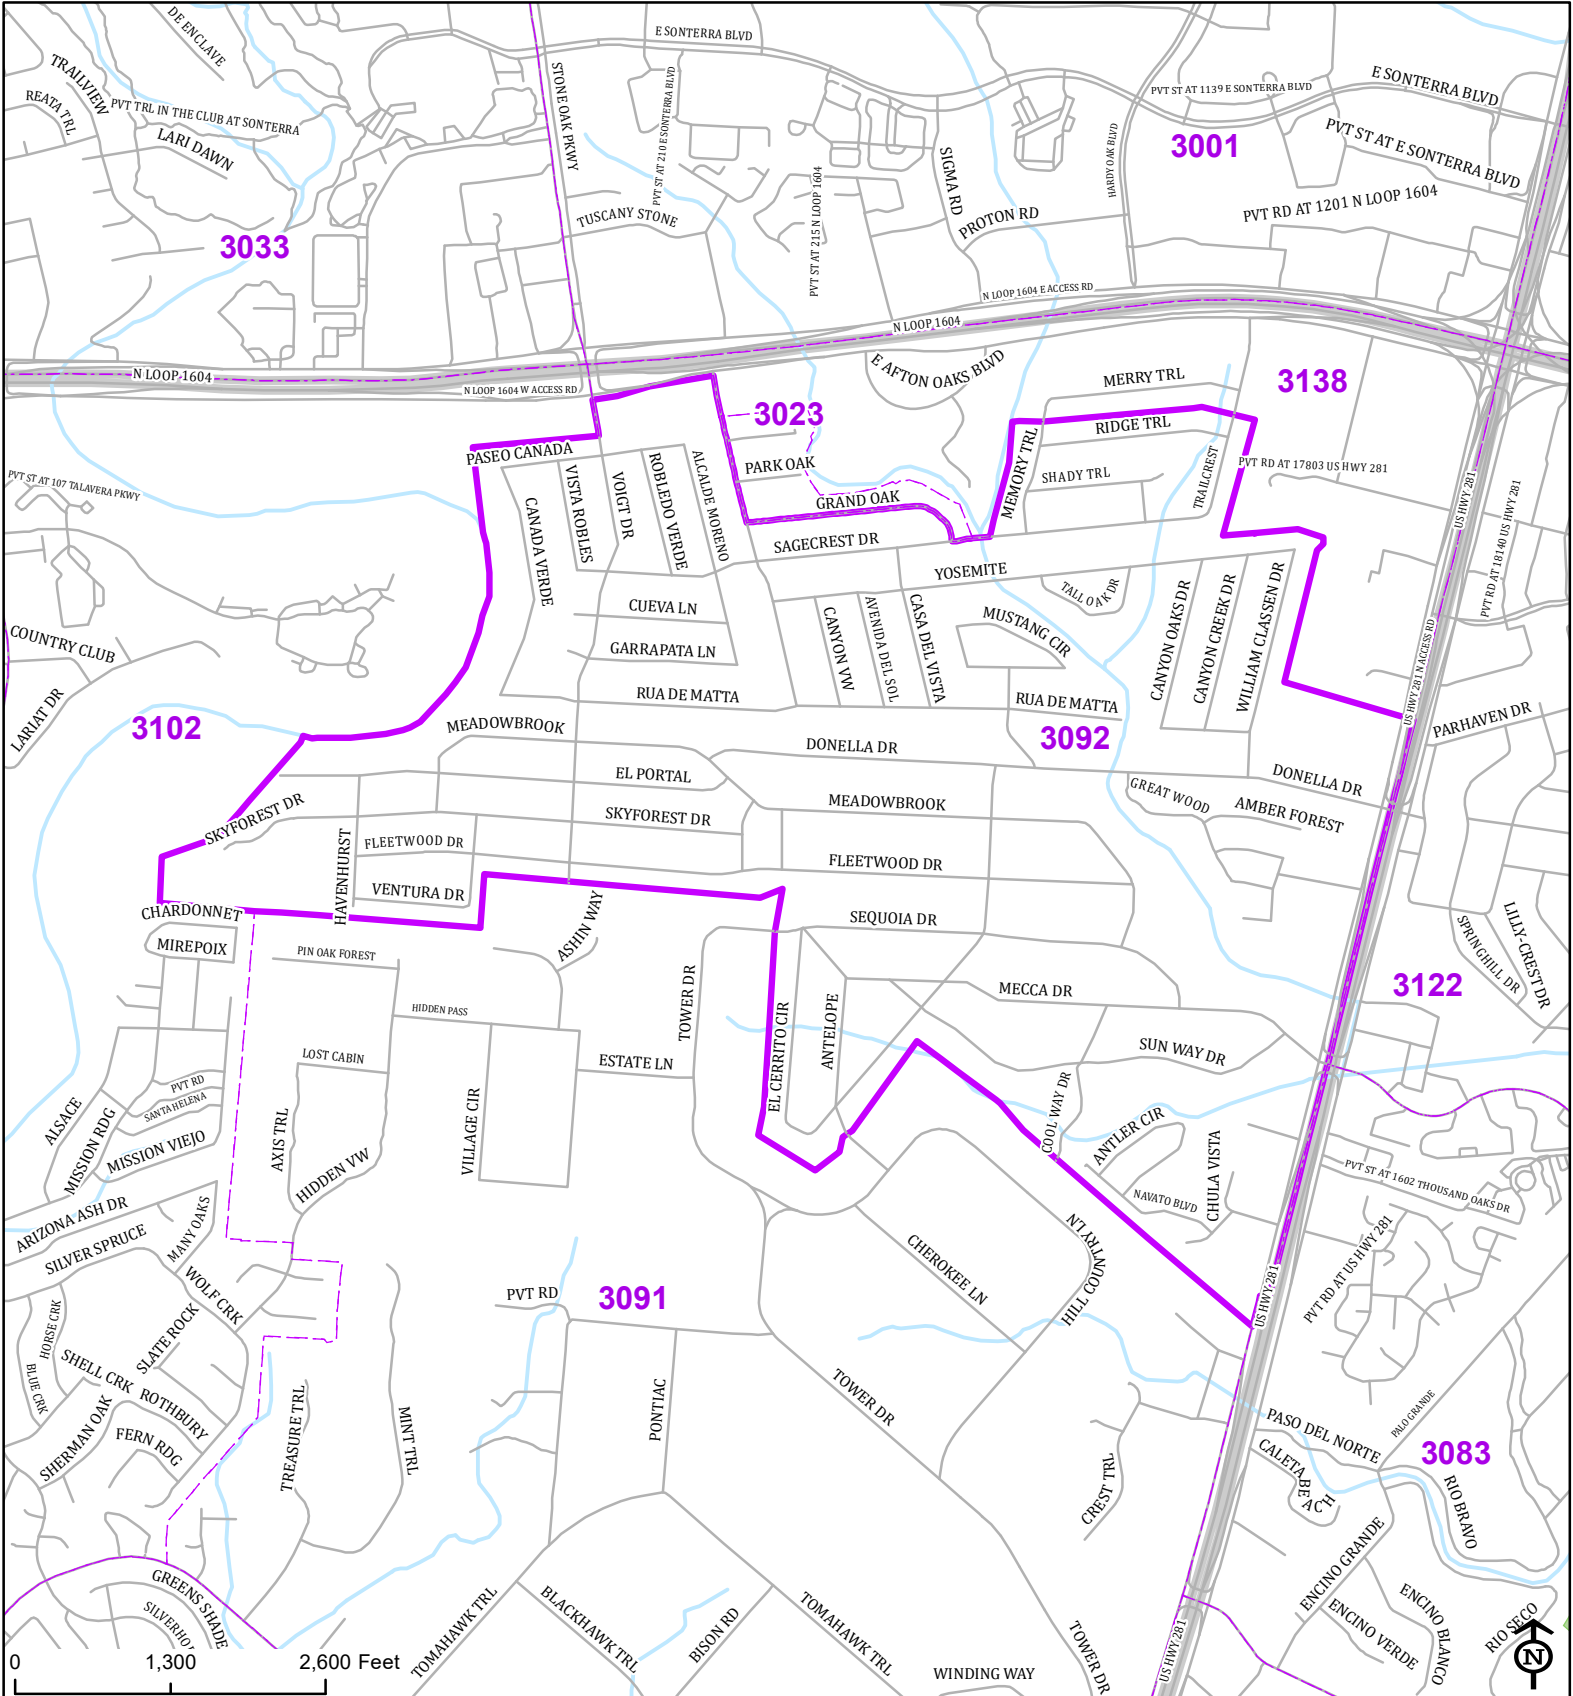 DE ENCLAVE
E SONTERRA BLVD
TRAILVIEW
REATA TRL
PVT TRL IN THE CLUB AT SONTERRA
LARI DAWN
STONE OAK PKWY
PVT ST AT 210 E SONTERRA BLVD
PVT ST AT 1139 E SONTERRA BLVD
E SONTERRA BLVD
3001
PVT ST AT E SONTERRA BLVD
HARDY OAK BLVD
SIGMA RD
PROTON RD
PVT RD AT 1201 N LOOP 1604
TUSCANY STONE
PVT ST AT 215 N LOOP 1604
3033
N LOOP 1604 E ACCESS RD
N LOOP 1604
N LOOP 1604
N LOOP 1604 W ACCESS RD
E AFTON OAKS BLVD
MERRY TRL
3138
3023
RIDGE TRL
MEMORY TRL
PASEO CANADA
PARK OAK
SHADY TRL
TRAILCREST
PVT RD AT 17803 US HWY 281
US HWY 281
PVT RD AT 18140 US HWY 281
PVT ST AT 107 TALAVERA PKWY
CANADA VERDE
VISTA ROBLES
VOIGT DR
ROBLEDO VERDE
ALCALDE MORENO
GRAND OAK
SAGECREST DR
YOSEMITE
TALL OAK DR
CUEVA LN
GARRAPATA LN
CANYON VW
AVENIDA DEL SOL
CASA DEL VISTA
MUSTANG CIR
CANYON OAKS DR
CANYON CREEK DR
WILLIAM CLASSEN DR
US HWY 281 N ACCESS RD
COUNTRY CLUB
LARIAT DR
3102
RUA DE MATTA
RUA DE MATTA
3092
PARHAVEN DR
MEADOWBROOK
DONELLA DR
DONELLA DR
EL PORTAL
MEADOWBROOK
GREAT WOOD
AMBER FOREST
SKYFOREST DR
SKYFOREST DR
HAVENHURST
FLEETWOOD DR
FLEETWOOD DR
VENTURA DR
CHARDONNET
MIREPOIX
PIN OAK FOREST
ASHIN WAY
SEQUOIA DR
SPRINGHILL DR
LILLY-CREST DR
3122
TOWER DR
MECCA DR
HIDDEN PASS
EL CERRITO CIR
ANTELOPE
SUN WAY DR
LOST CABIN
ESTATE LN
PVT RD
SANTA HELENA
COOL WAY DR
ALSACE
MISSION RDG
MISSION VIEJO
AXIS TRL
VILLAGE CIR
ANTLER CIR
CHULA VISTA
NAVATO BLVD
PVT ST AT 1602 THOUSAND OAKS DR
ARIZONA ASH DR
HIDDEN VW
SILVER SPRUCE
MANY OAKS
HILL COUNTRY LN
PVT RD AT US HWY 281
CHEROKEE LN
WOLF CRK
PVT RD
3091
US HWY 281
HORSE CRK
SLATE ROCK
BLUE CRK
SHELL CRK
ROTHBURY
SHERMAN OAK
FERN RDG
TREASURE TRL
MINT TRL
PONTIAC
TOWER DR
PALO GRANDE
PASO DEL NORTE
CALETA BEACH
3083
CREST TRL
RIO BRAVO
ENCINO GRANDE
GREENS SHADE
SILVERHO
TOMAHAWK TRL
BLACKHAWK TRL
BISON RD
TOMAHAWK TRL
TOWER DR
US HWY 281
ENCINO VERDE
ENCINO BLANCO
RIO SECO
WINDING WAY
0 1,300 2,600 Feet
N